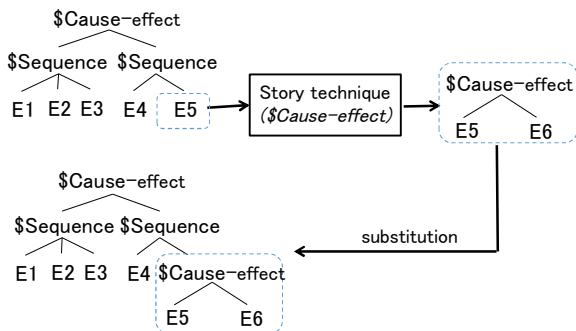 $Cause-effect
$Sequence $Sequence
E1 E2 E3 E4 E5
Story technique
($Cause-effect)
$Cause-effect
E5 E6
substitution
$Cause-effect
$Sequence $Sequence
E1 E2 E3 E4 $Cause-effect
E5 E6